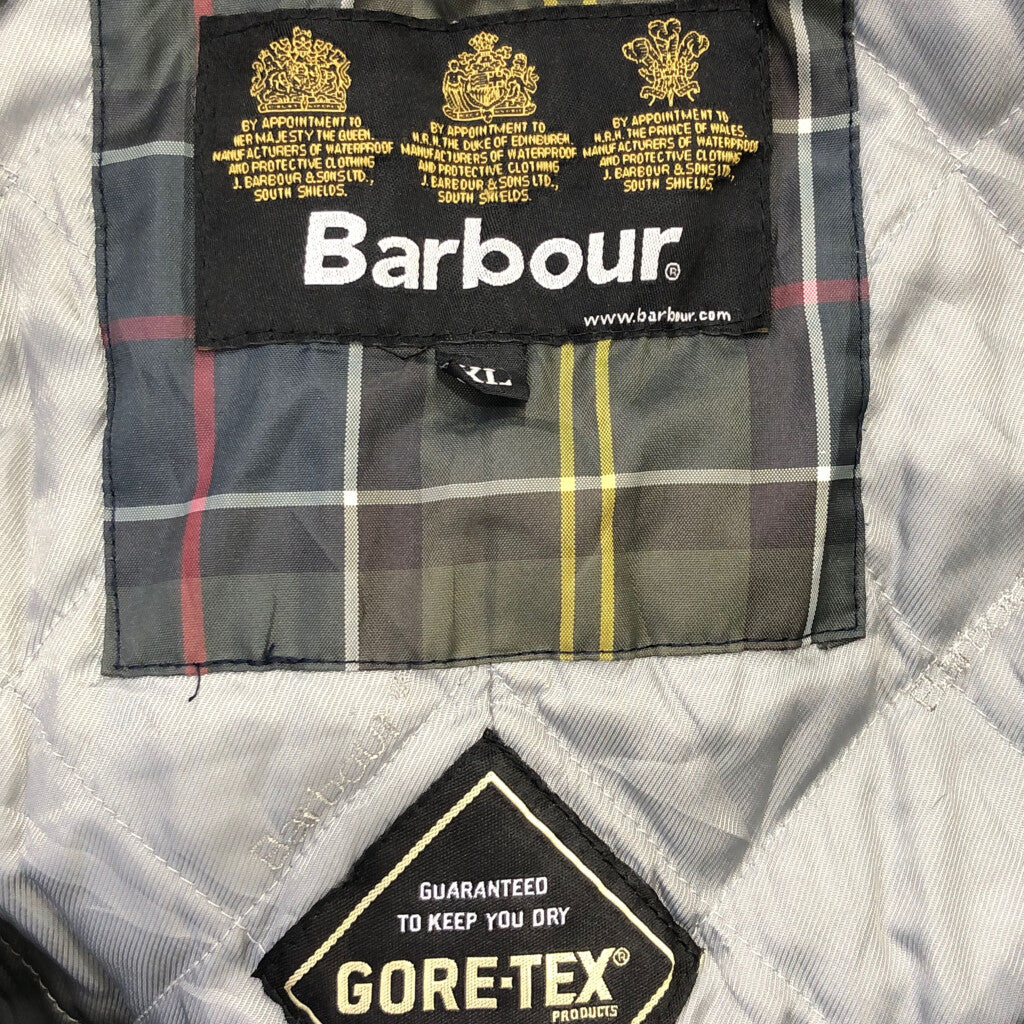 BY APPOINTMENT TO
HER MAJESTY THE QUEEN.
MANUFACTURERS OF WATERPROOF
AND PROTECTIVE CLOTHING
J. BARBOUR & SONS LTD.,
SOUTH SHIELDS.
BY APPOINTMENT TO
H.R.H. THE DUKE OF EDINBURGH
MANUFACTURERS OF WATERPROOF
AND PROTECTIVE CLOTHING
J. BARBOUR & SONS LTD.,
SOUTH SHIELDS.
BY APPOINTMENT TO
H.R.H. THE PRINCE OF WALES.
MANUFACTURERS OF WATERPROOF
AND PROTECTIVE CLOTHING
J. BARBOUR & SONS LTD.,
SOUTH SHIELDS.
Barbour®
www.barbour.com
XL
Barbour
GUARANTEED
TO KEEP YOU DRY
GORE-TEX®
PRODUCTS